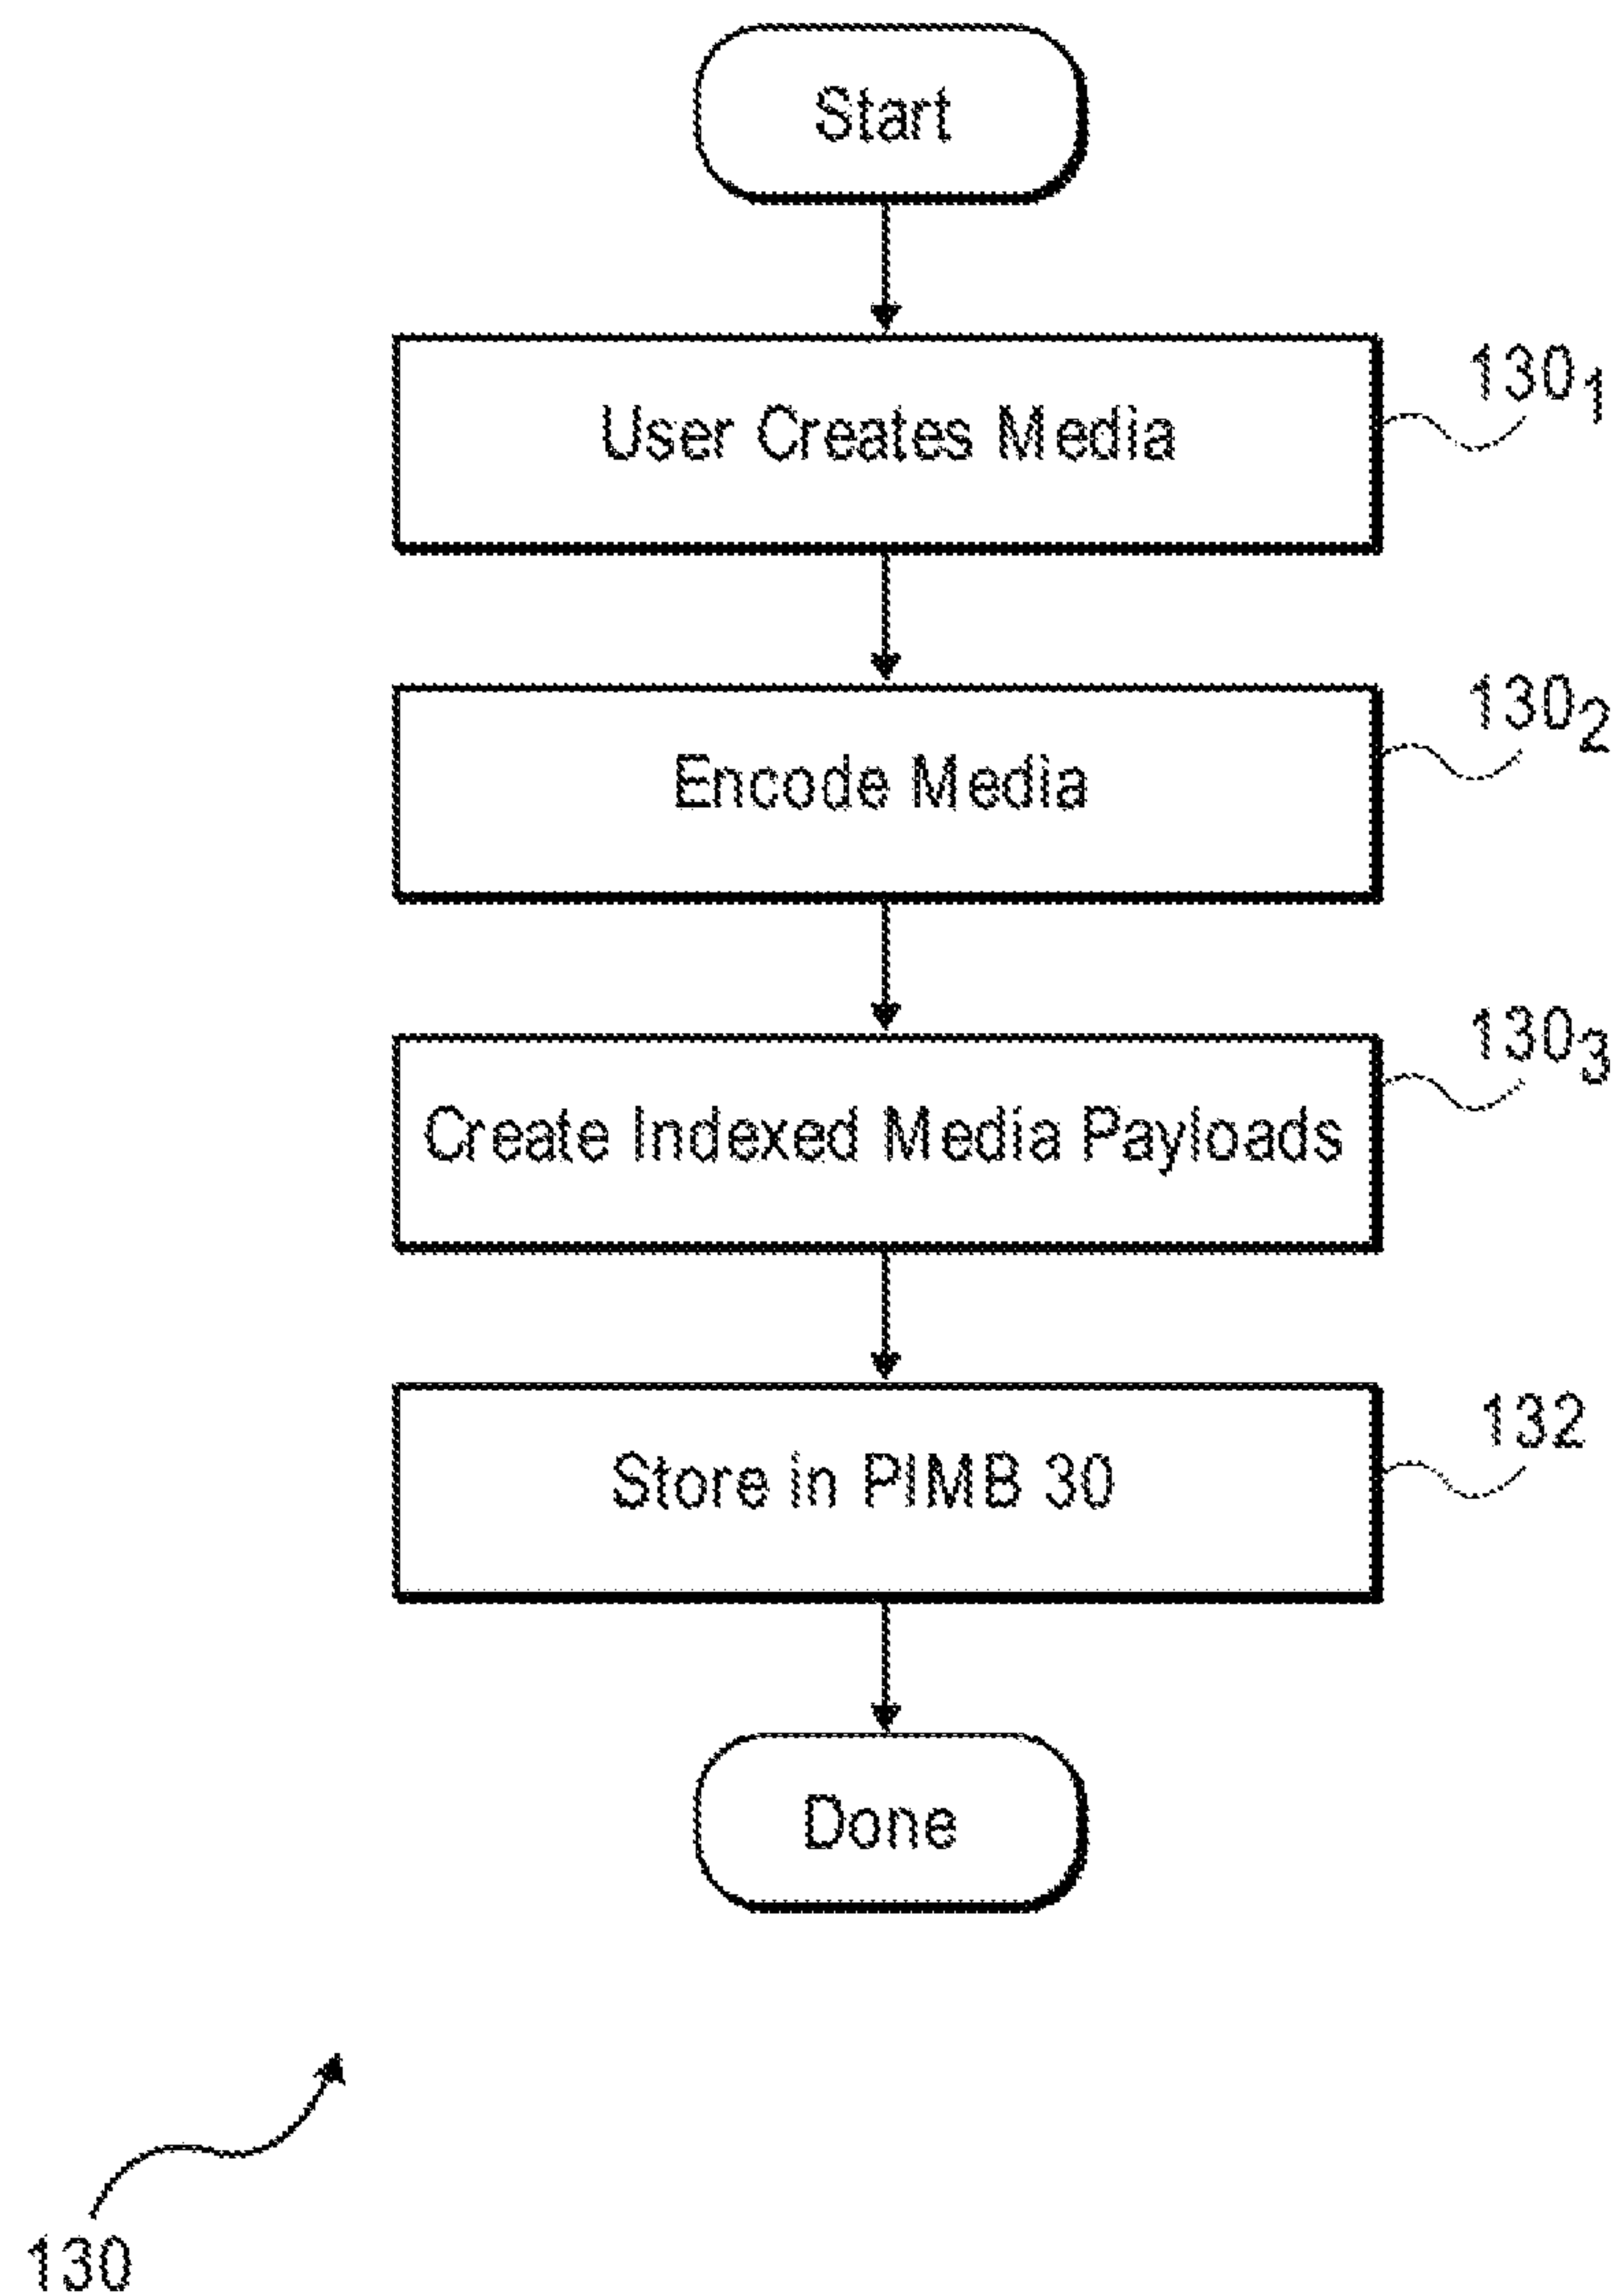 Start
User Creates Media
130₁
Encode Media
130₂
Create Indexed Media Payloads
130₃
Store in PIMB 30
132
Done
130